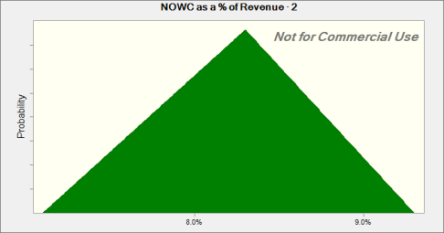 NOWC as a % of Revenue - 2
Not for Commercial Use
Probability
8.0%
9.0%